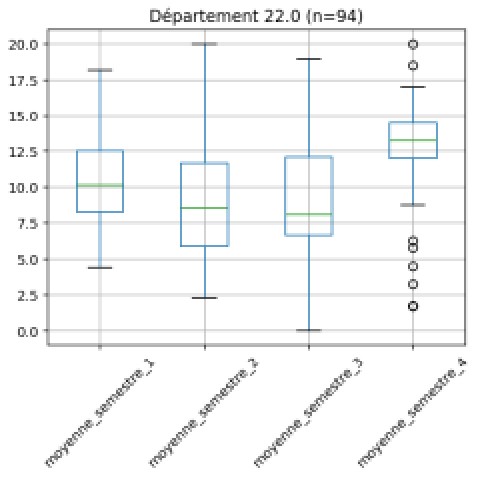 Département 22.0 (n=94)
20.0
17.5
15.0
12.5
10.0
7.5
5.0
2.5
0.0
moyenne_semestre_1
moyenne_semestre_2
moyenne_semestre_3
moyenne_semestre_4